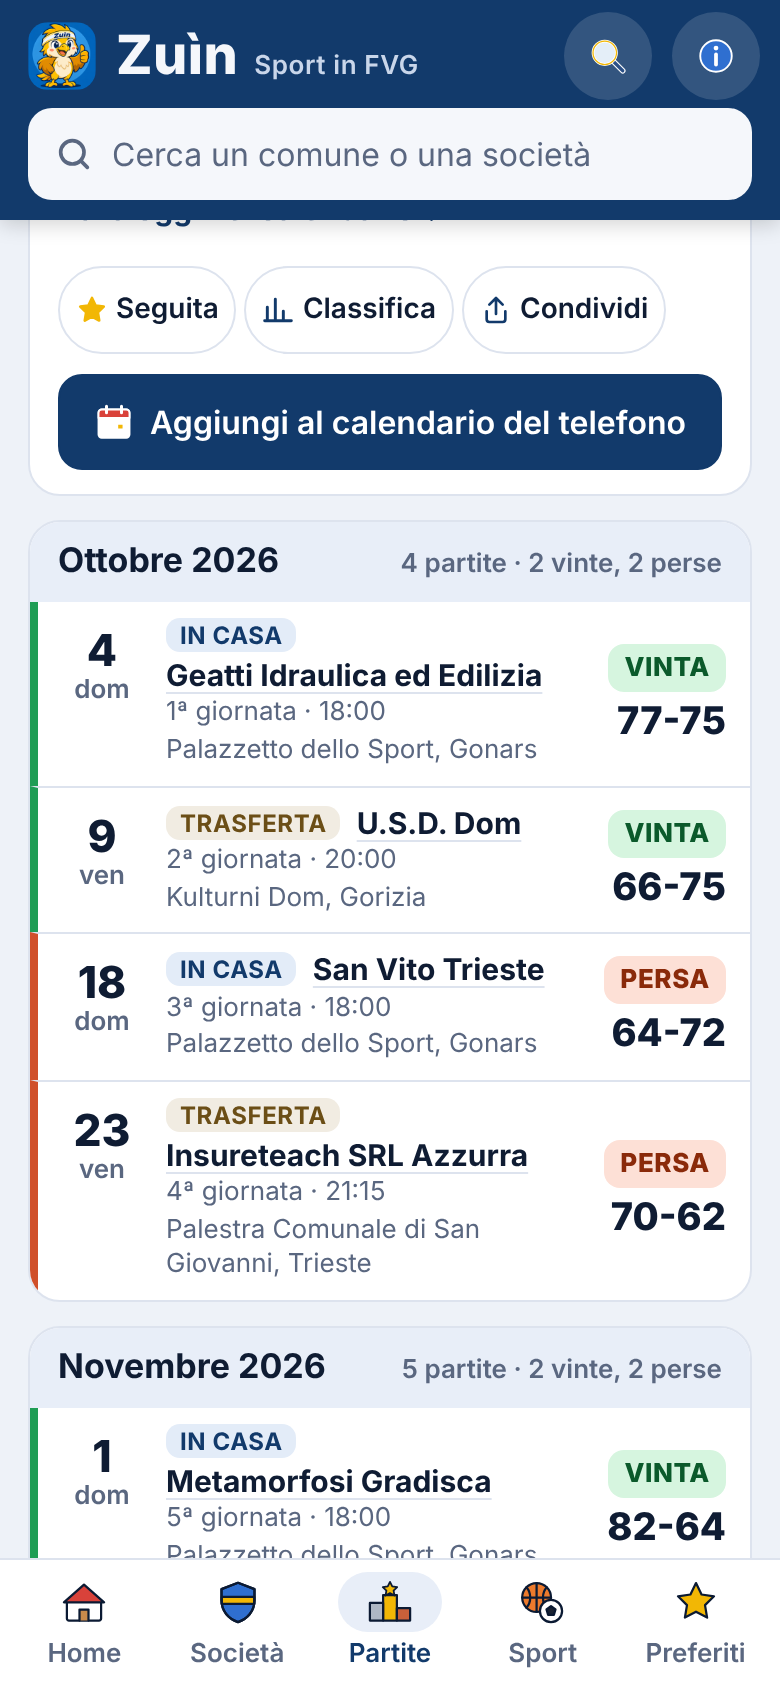 Zuìn Sport in FVG
Cerca un comune o una società
Seguita
Classifica
Condividi
Aggiungi al calendario del telefono
Ottobre 2026
4 partite · 2 vinte, 2 perse
4
dom
IN CASA
Geatti Idraulica ed Edilizia
1ª giornata · 18:00
Palazzetto dello Sport, Gonars
VINTA
77-75
9
ven
TRASFERTA U.S.D. Dom
2ª giornata · 20:00
Kulturni Dom, Gorizia
VINTA
66-75
18
dom
IN CASA San Vito Trieste
3ª giornata · 18:00
Palazzetto dello Sport, Gonars
PERSA
64-72
23
ven
TRASFERTA
Insureteach SRL Azzurra
4ª giornata · 21:15
Palestra Comunale di San
Giovanni, Trieste
PERSA
70-62
Novembre 2026
5 partite · 2 vinte, 2 perse
1
dom
IN CASA
Metamorfosi Gradisca
5ª giornata · 18:00
Palazzetto dello Sport, Gonars
VINTA
82-64
Home
Società
Partite
Sport
Preferiti